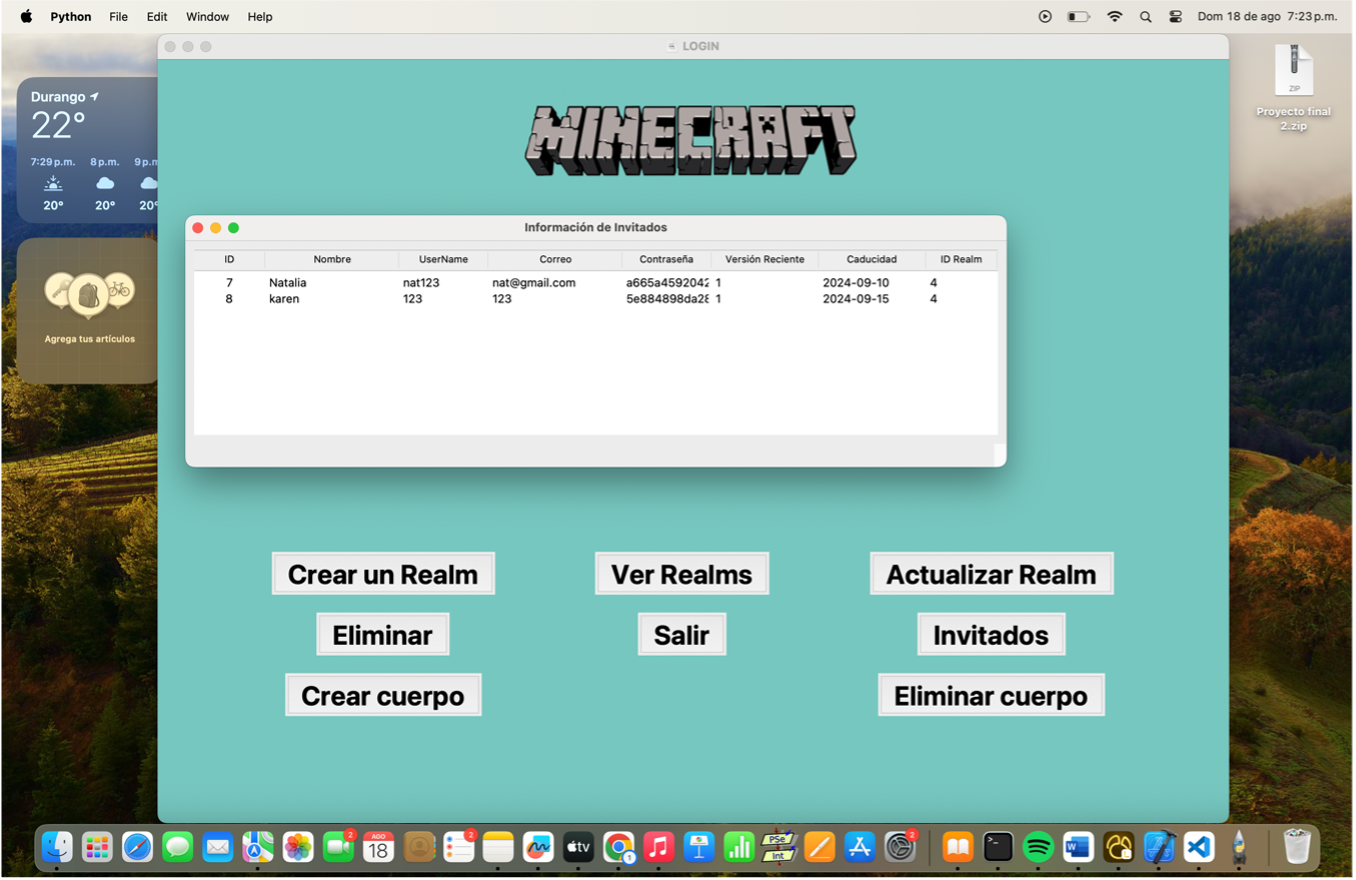 Python File Edit Window Help
Dom 18 de ago 7:23 p.m.
LOGIN
ZIP
Proyecto final
2.zip
Durango
22°
7:29 p.m. 8 p.m. 9 p.m
20° 20° 20°
Agrega tus artículos
MINECRAFT
Información de Invitados
ID Nombre UserName Correo Contraseña Versión Reciente Caducidad ID Realm
7 Natalia nat123 nat@gmail.com a665a4592042 1 2024-09-10 4
8 karen 123 123 5e884898da28 1 2024-09-15 4
Crear un Realm Ver Realms Actualizar Realm
Eliminar Salir Invitados
Crear cuerpo Eliminar cuerpo
2 AGO 18 2 tv 1 PSe Int 2 >_ W